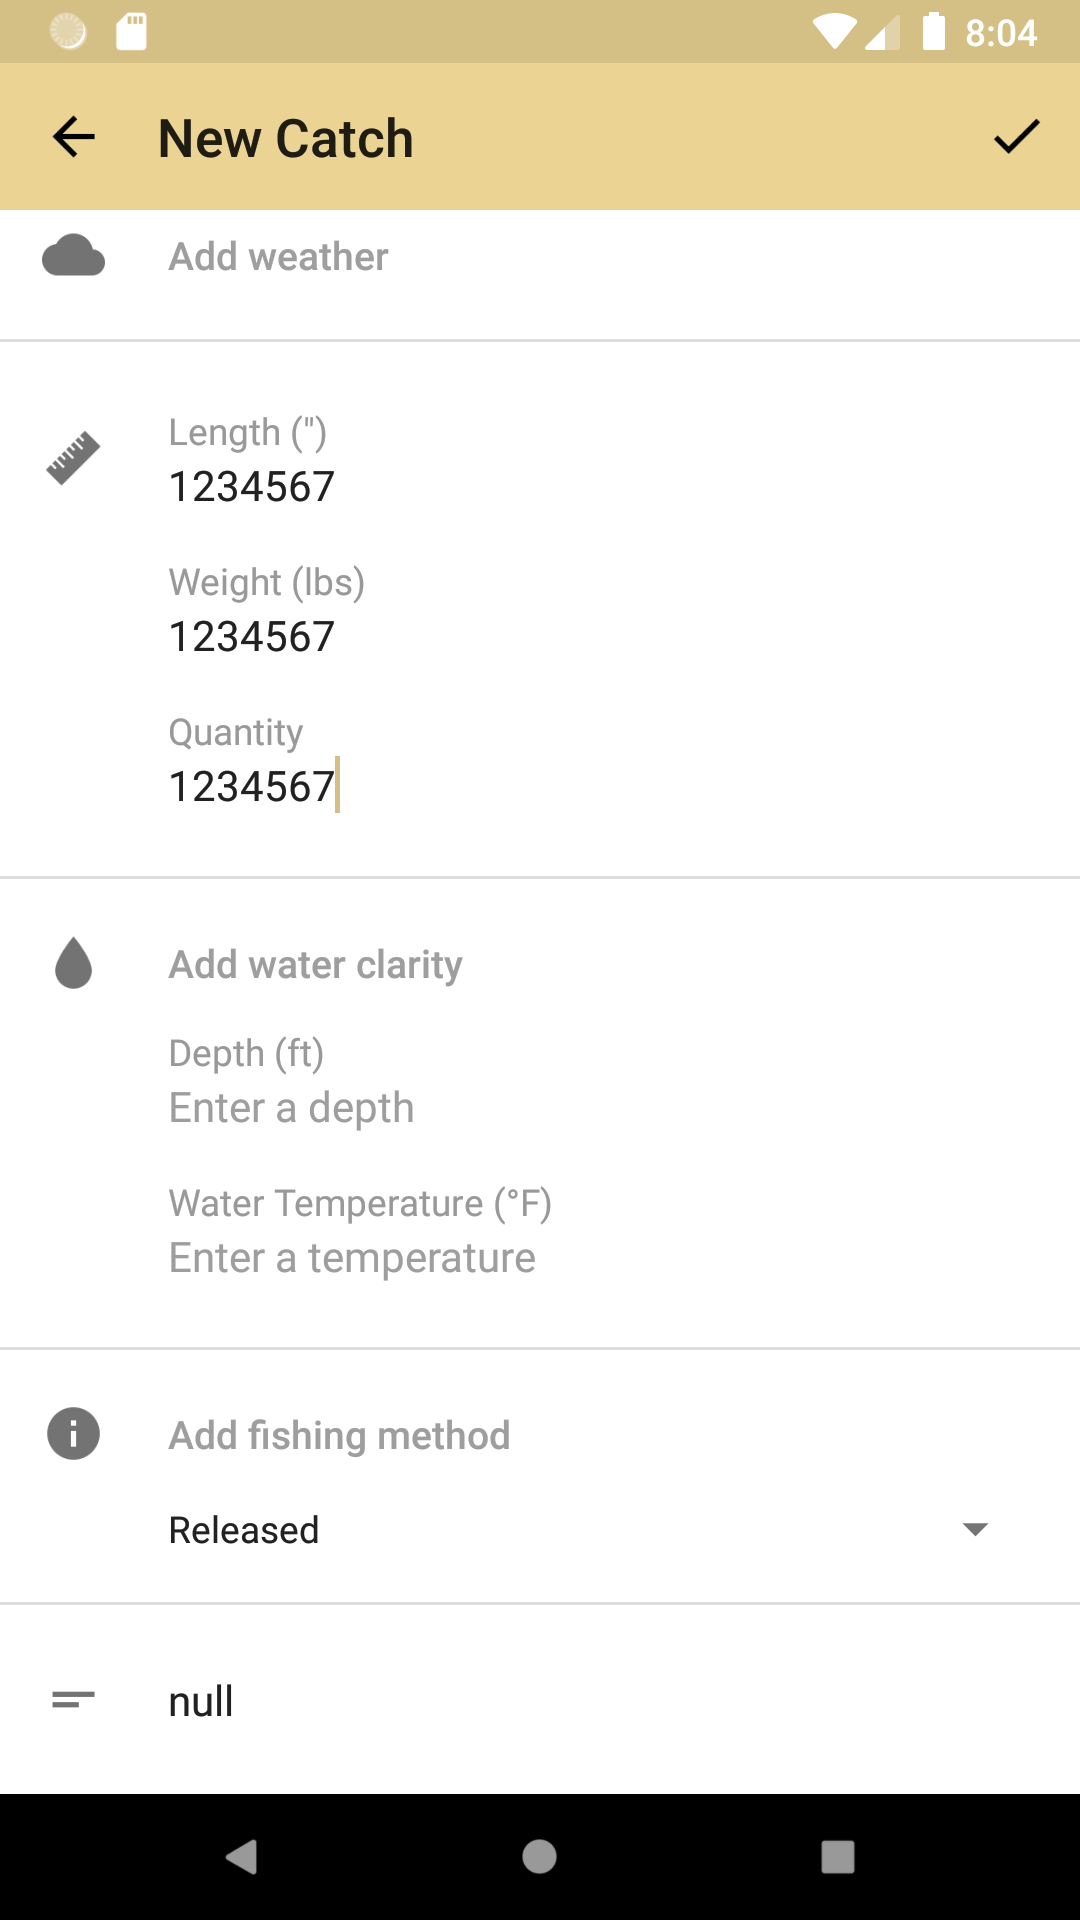 8:04
New Catch
Add weather
Length (")
1234567
Weight (lbs)
1234567
Quantity
1234567
Add water clarity
Depth (ft)
Enter a depth
Water Temperature (°F)
Enter a temperature
Add fishing method
Released
null